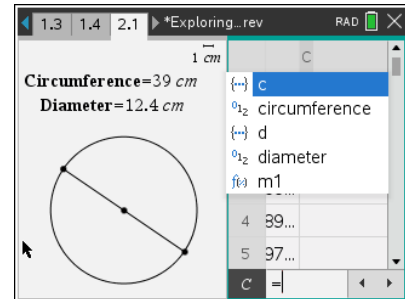 1.3 1.4 2.1 *Exploring...rev RAD
1 cm
Circumference=39 cm
Diameter=12.4 cm
C
c
circumference
d
diameter
f(x) m1
4 89...
5 97...
C =